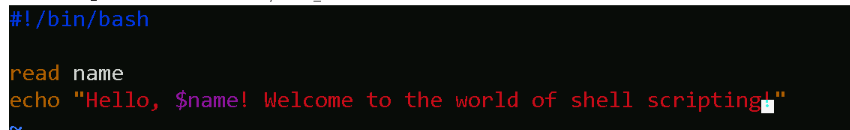 #!/bin/bash
read name
echo "Hello, $name! Welcome to the world of shell scripting!"
~